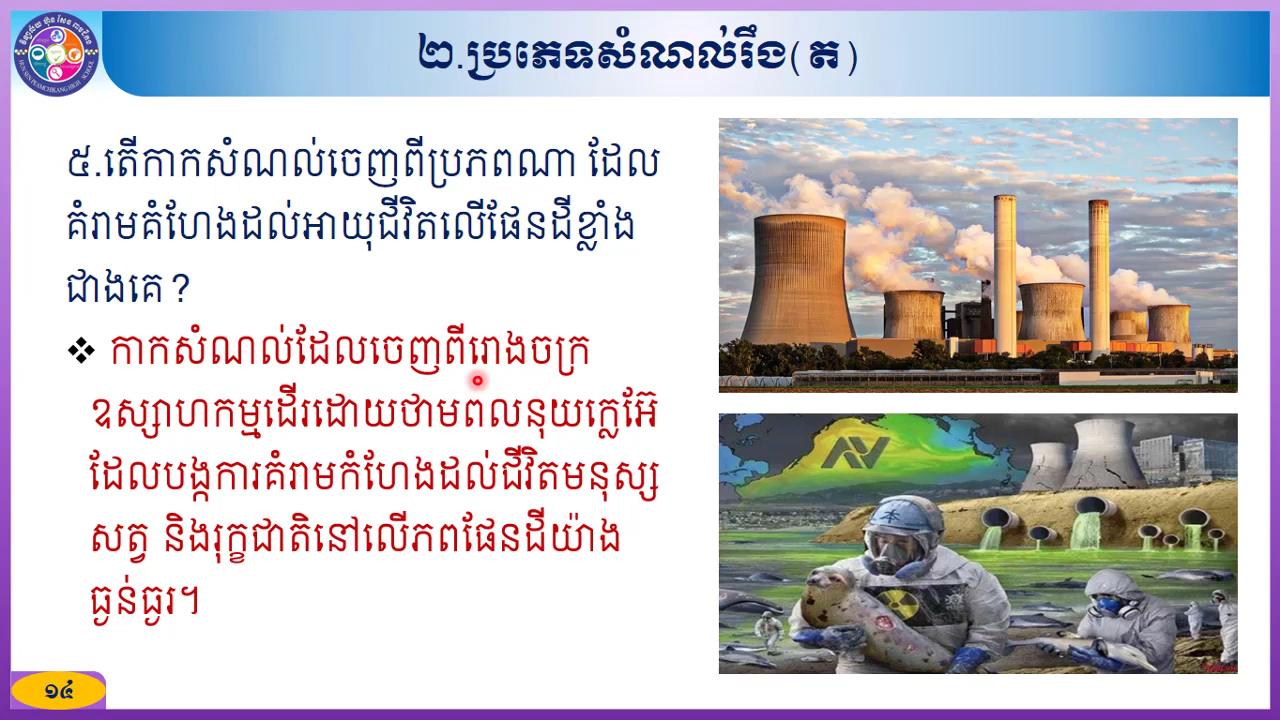 ២.ប្រភេទសំណល់រឹង(ត)
៥.តើកាកសំណល់ចេញពីប្រភពណា ដែល
គំរាមគំហែងដល់អាយុជីវិតលើផែនដីខ្លាំង
ជាងគេ?
❖ កាកសំណល់ដែលចេញពីរោងចក្រ
ឧស្សាហកម្មដើរដោយថាមពលនុយក្លេអ៊ែ
ដែលបង្កការគំរាមកំហែងដល់ជីវិតមនុស្ស
សត្វ និងរុក្ខជាតិនៅលើភពផែនដីយ៉ាង
ធ្ងន់ធ្ងរ។
១៤